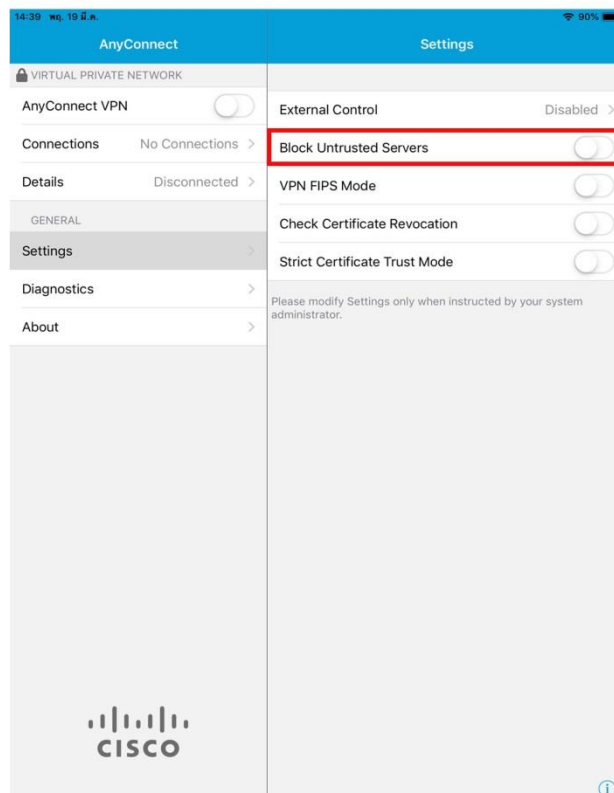 14:39 พฤ. 19 มี.ค. 90%
AnyConnect
VIRTUAL PRIVATE NETWORK
AnyConnect VPN
Connections No Connections
Details Disconnected
GENERAL
Settings
Diagnostics
About
CISCO
Settings
External Control Disabled
Block Untrusted Servers
VPN FIPS Mode
Check Certificate Revocation
Strict Certificate Trust Mode
Please modify Settings only when instructed by your system
administrator.